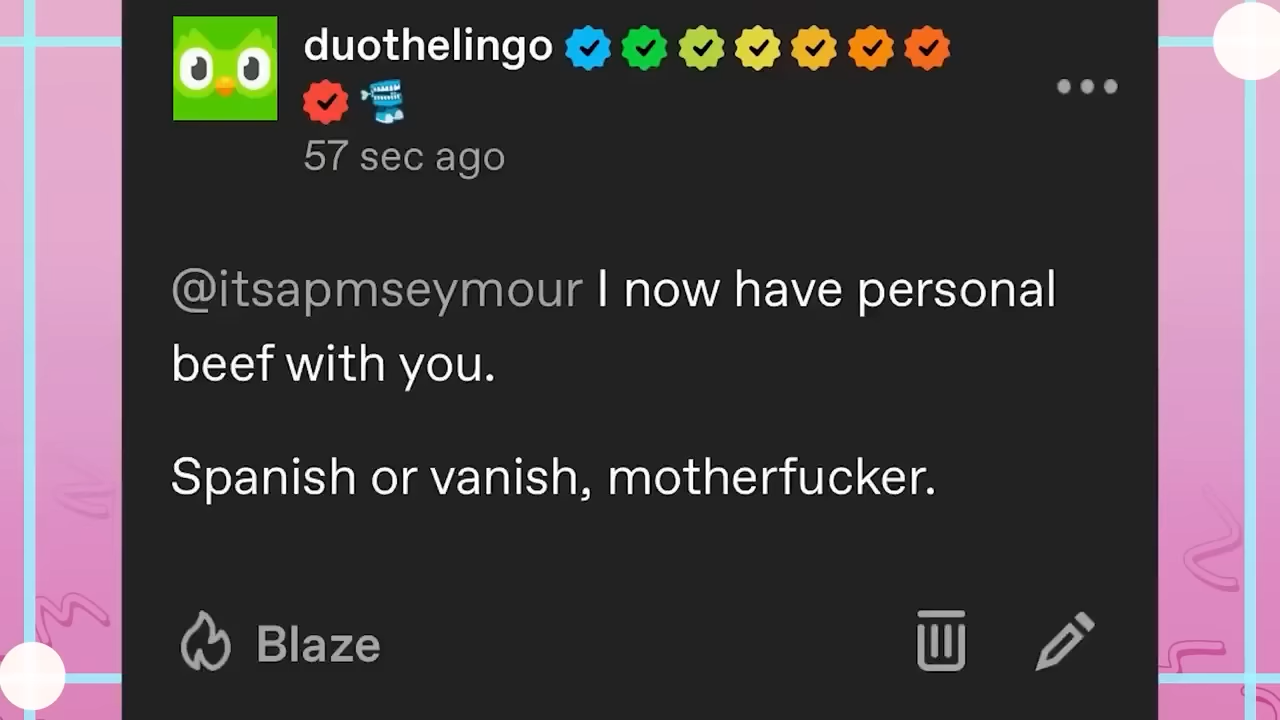 duothelingo
57 sec ago
@itsapmseymour I now have personal
beef with you.
Spanish or vanish, motherfucker.
Blaze